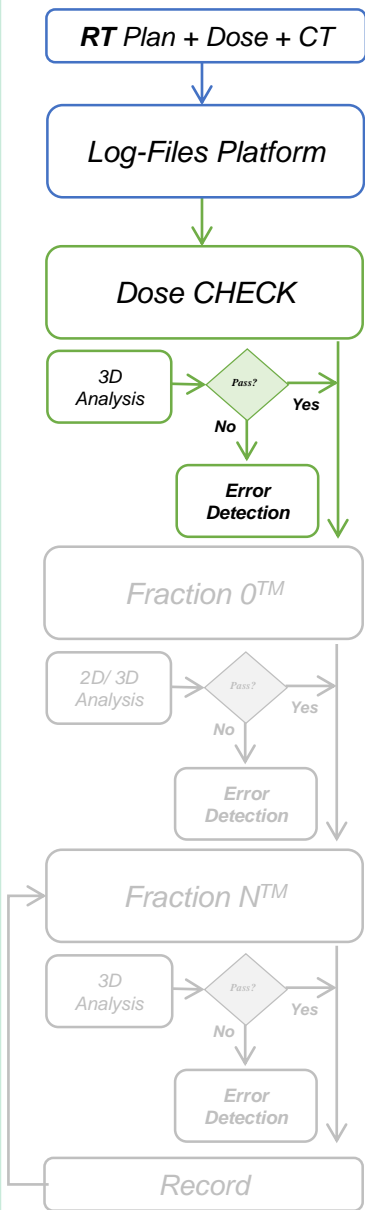 RT Plan + Dose + CT
Log-Files Platform
Dose CHECK
3D
Analysis
Pass?
Yes
No
Error
Detection
Fraction 0TM
2D/ 3D
Analysis
Pass?
Yes
No
Error
Detection
Fraction NTM
3D
Analysis
Pass?
Yes
No
Error
Detection
Record